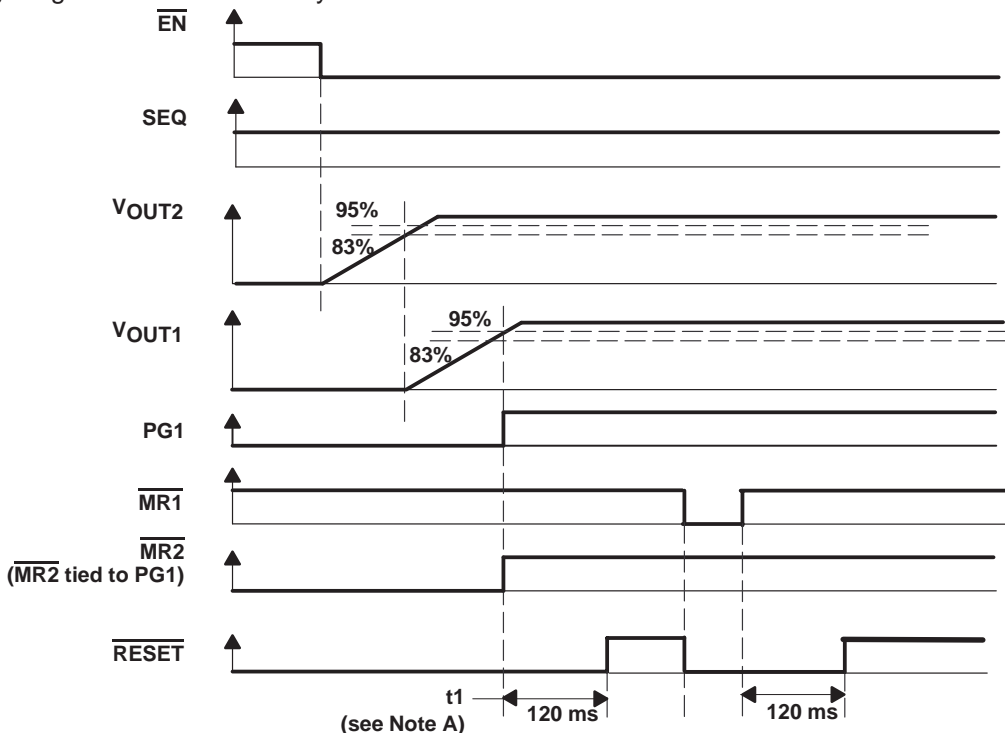 EN
SEQ
VOUT2
95%
83%
VOUT1
95%
83%
PG1
MR1
MR2
(MR2 tied to PG1)
RESET
t1
(see Note A)
120 ms
120 ms